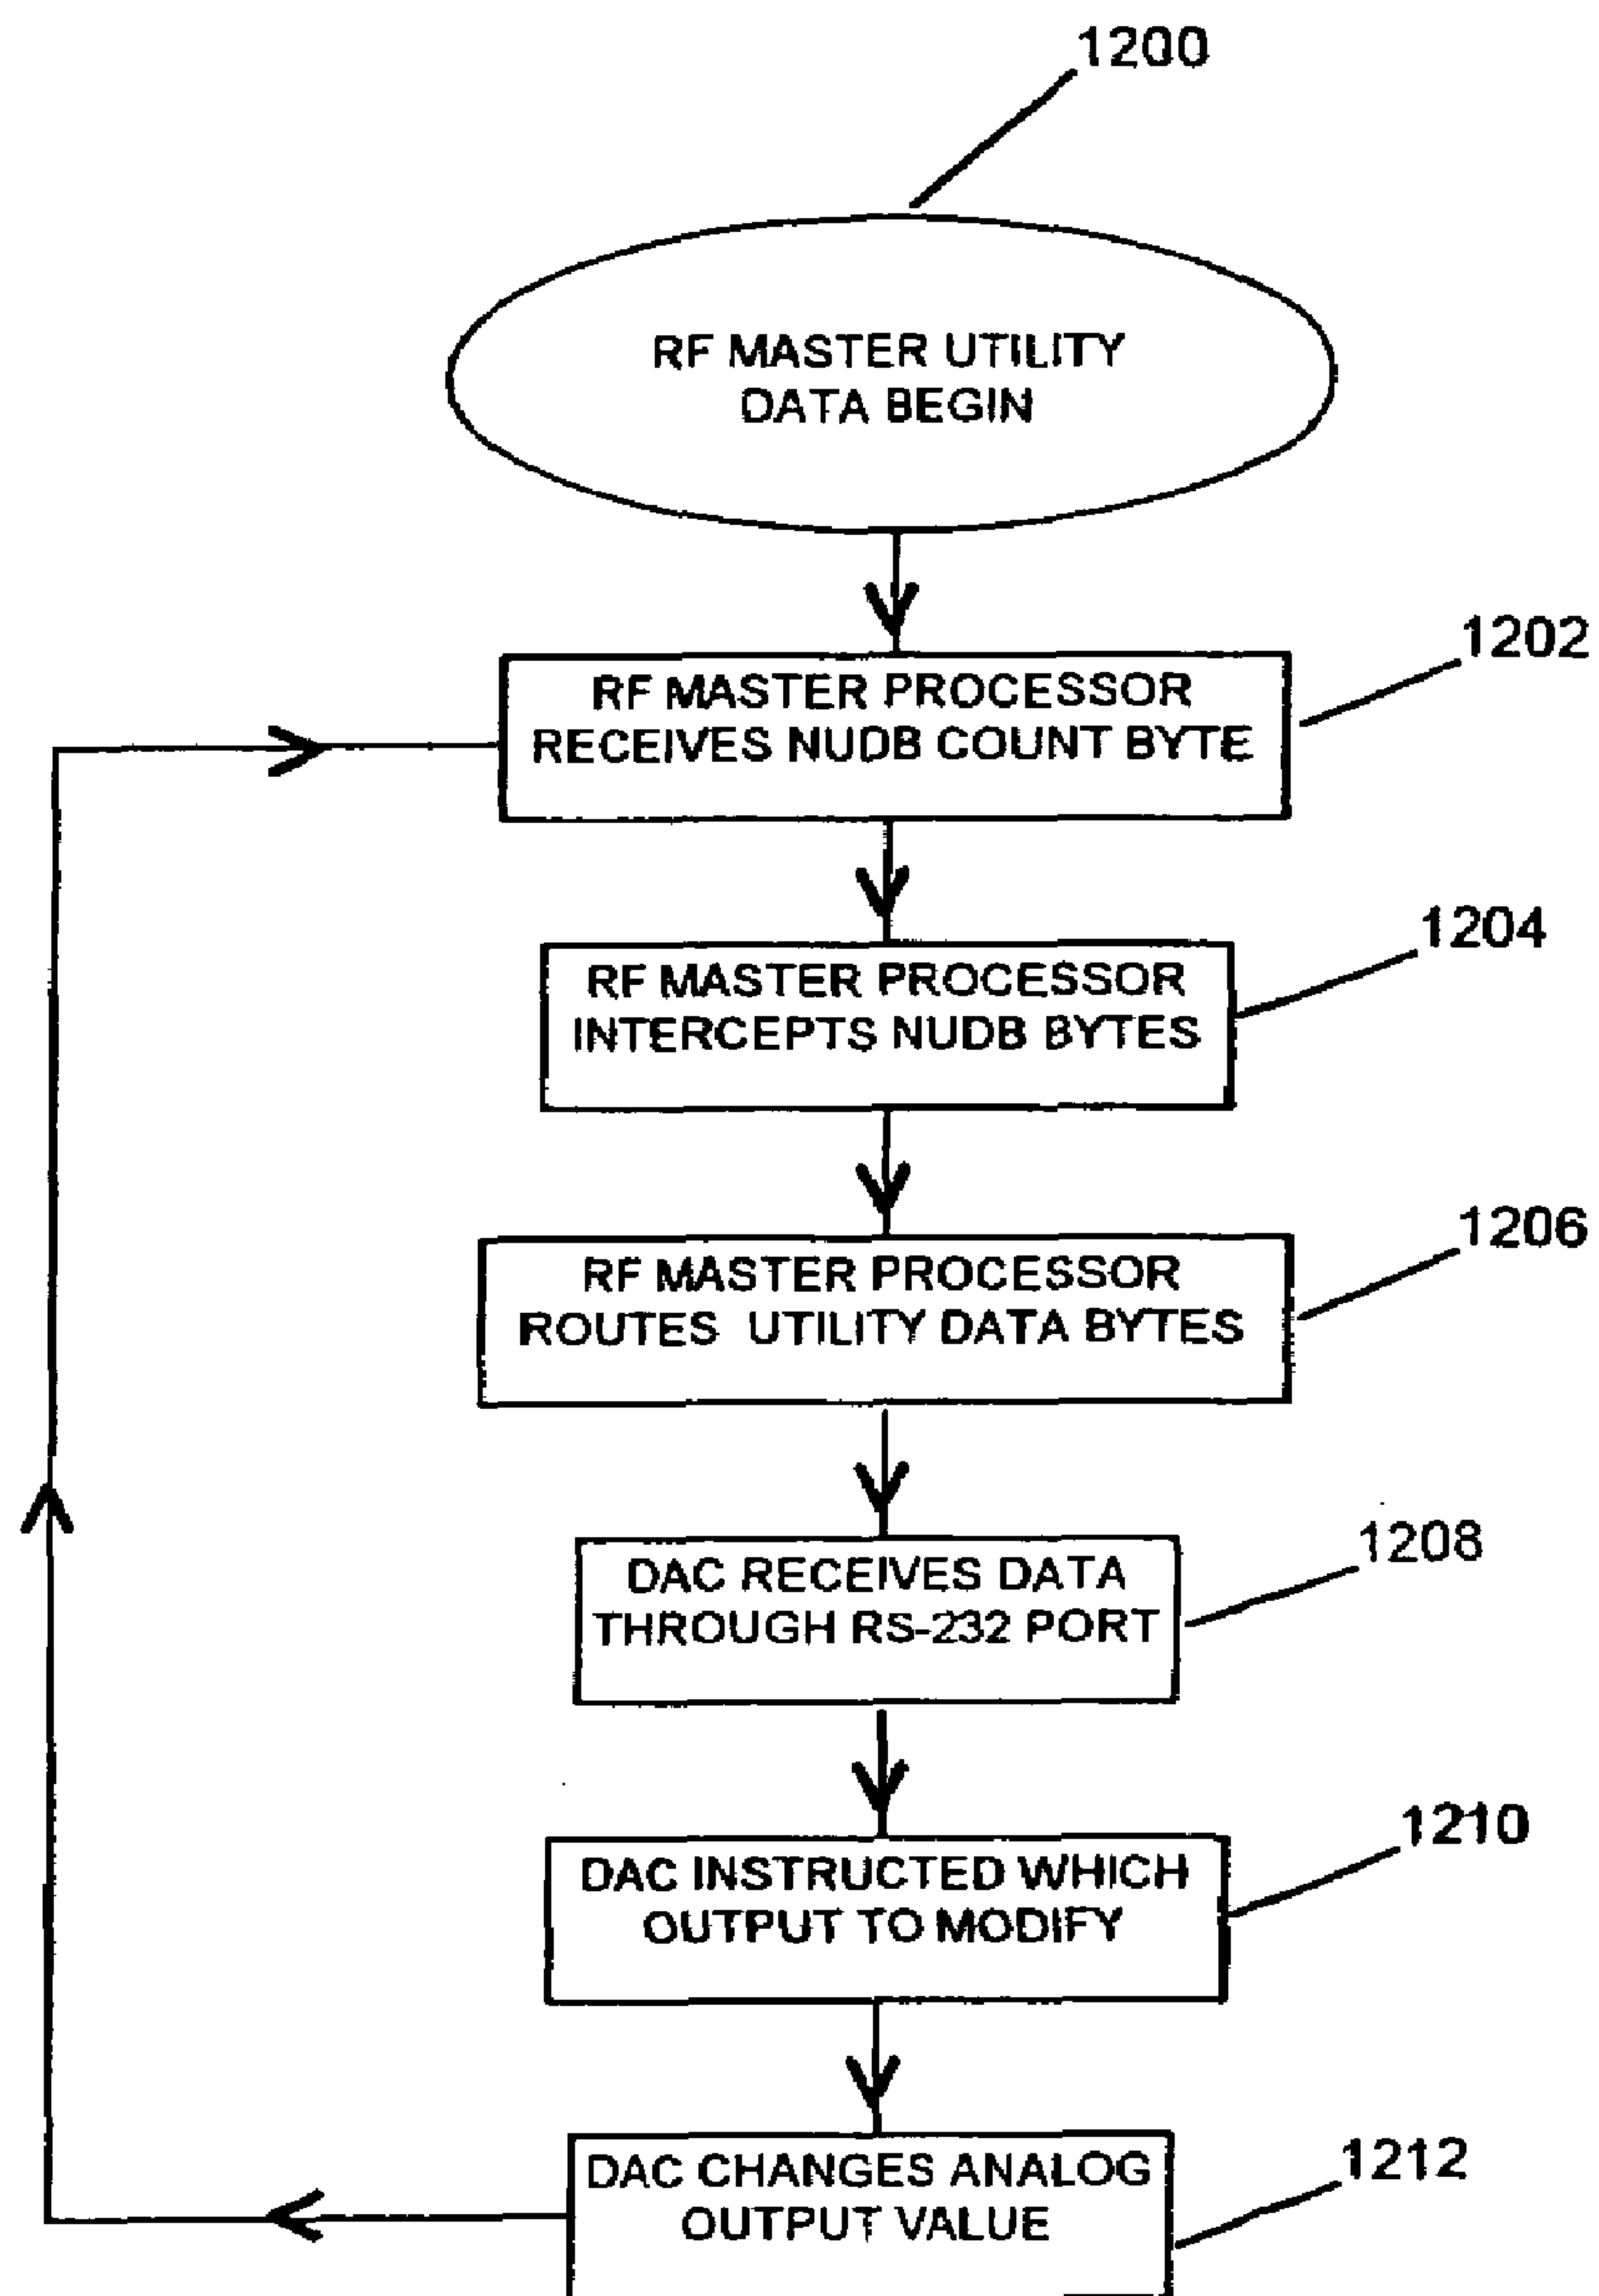 1200
RF MASTER UTILITY
DATA BEGIN
1202
RF MASTER PROCESSOR
RECEIVES NUDB COUNT BYTE
1204
RF MASTER PROCESSOR
INTERCEPTS NUDB BYTES
1206
RF MASTER PROCESSOR
ROUTES UTILITY DATA BYTES
1208
DAC RECEIVES DATA
THROUGH RS-232 PORT
1210
DAC INSTRUCTED WHICH
OUTPUT TO MODIFY
1212
DAC CHANGES ANALOG
OUTPUT VALUE